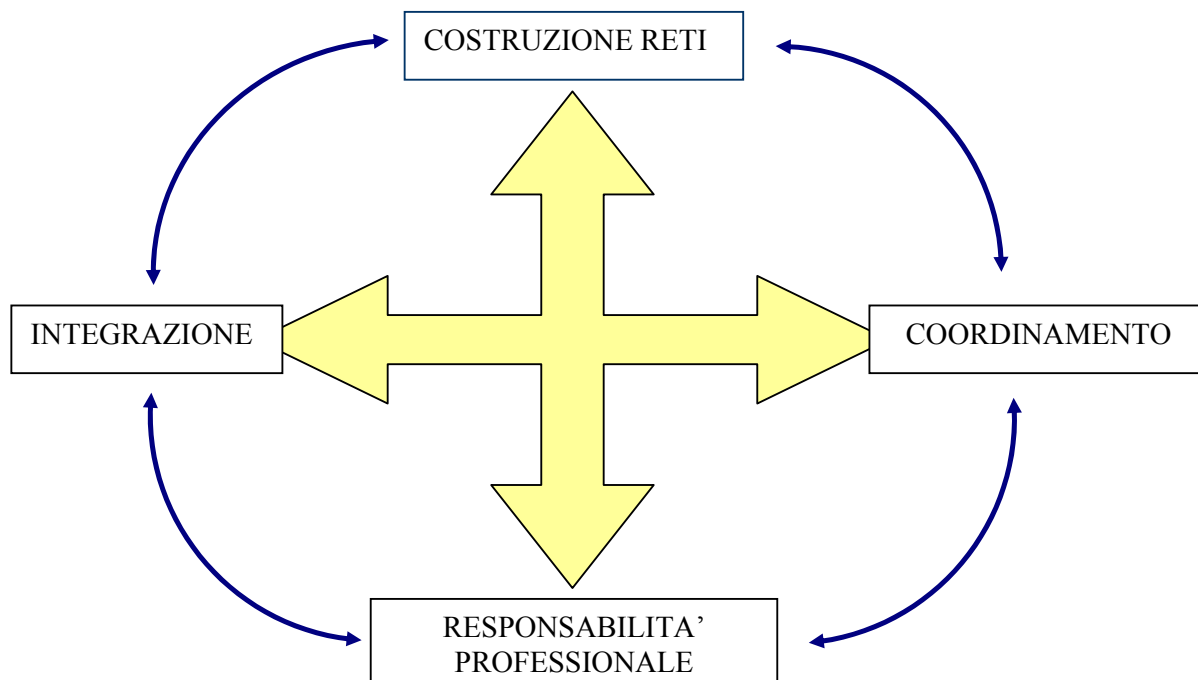 COSTRUZIONE RETI
INTEGRAZIONE
COORDINAMENTO
RESPONSABILITA’
PROFESSIONALE